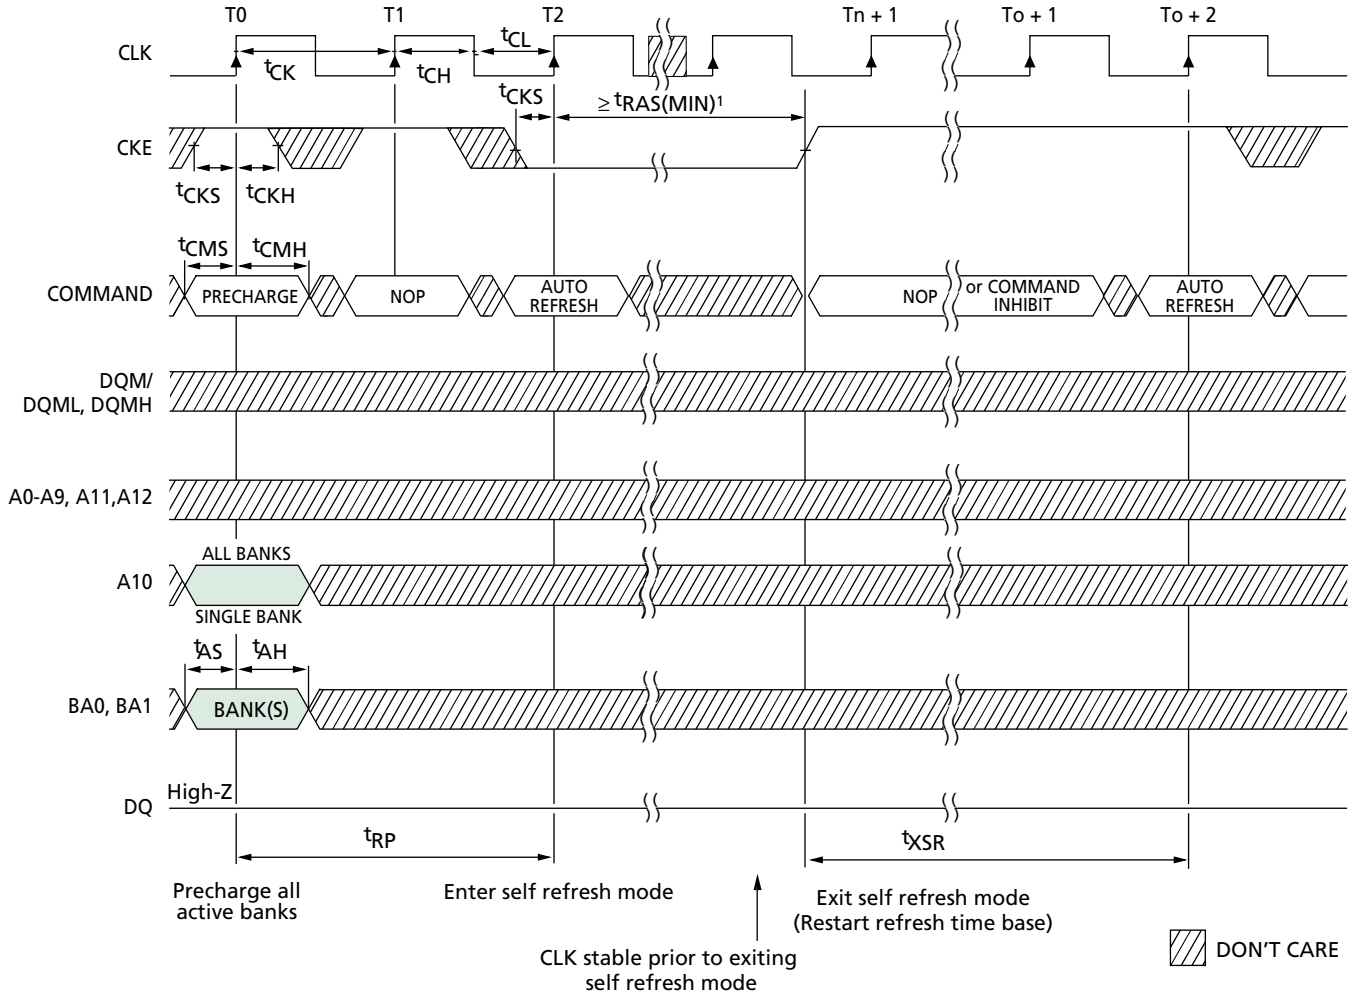 T0 T1 T2 Tn + 1 To + 1 To + 2
CLK
tCK tCH tCL
tCKS ≥ tRAS(MIN)1
CKE
tCKS tCKH
tCMS tCMH
COMMAND PRECHARGE NOP AUTO REFRESH NOP or COMMAND INHIBIT AUTO REFRESH
DQM/
DQML, DQMH
A0-A9, A11,A12
ALL BANKS
A10
SINGLE BANK
tAS tAH
BA0, BA1 BANK(S)
High-Z
DQ
tRP tXSR
Precharge all
active banks
Enter self refresh mode
Exit self refresh mode
(Restart refresh time base)
CLK stable prior to exiting
self refresh mode
DON'T CARE